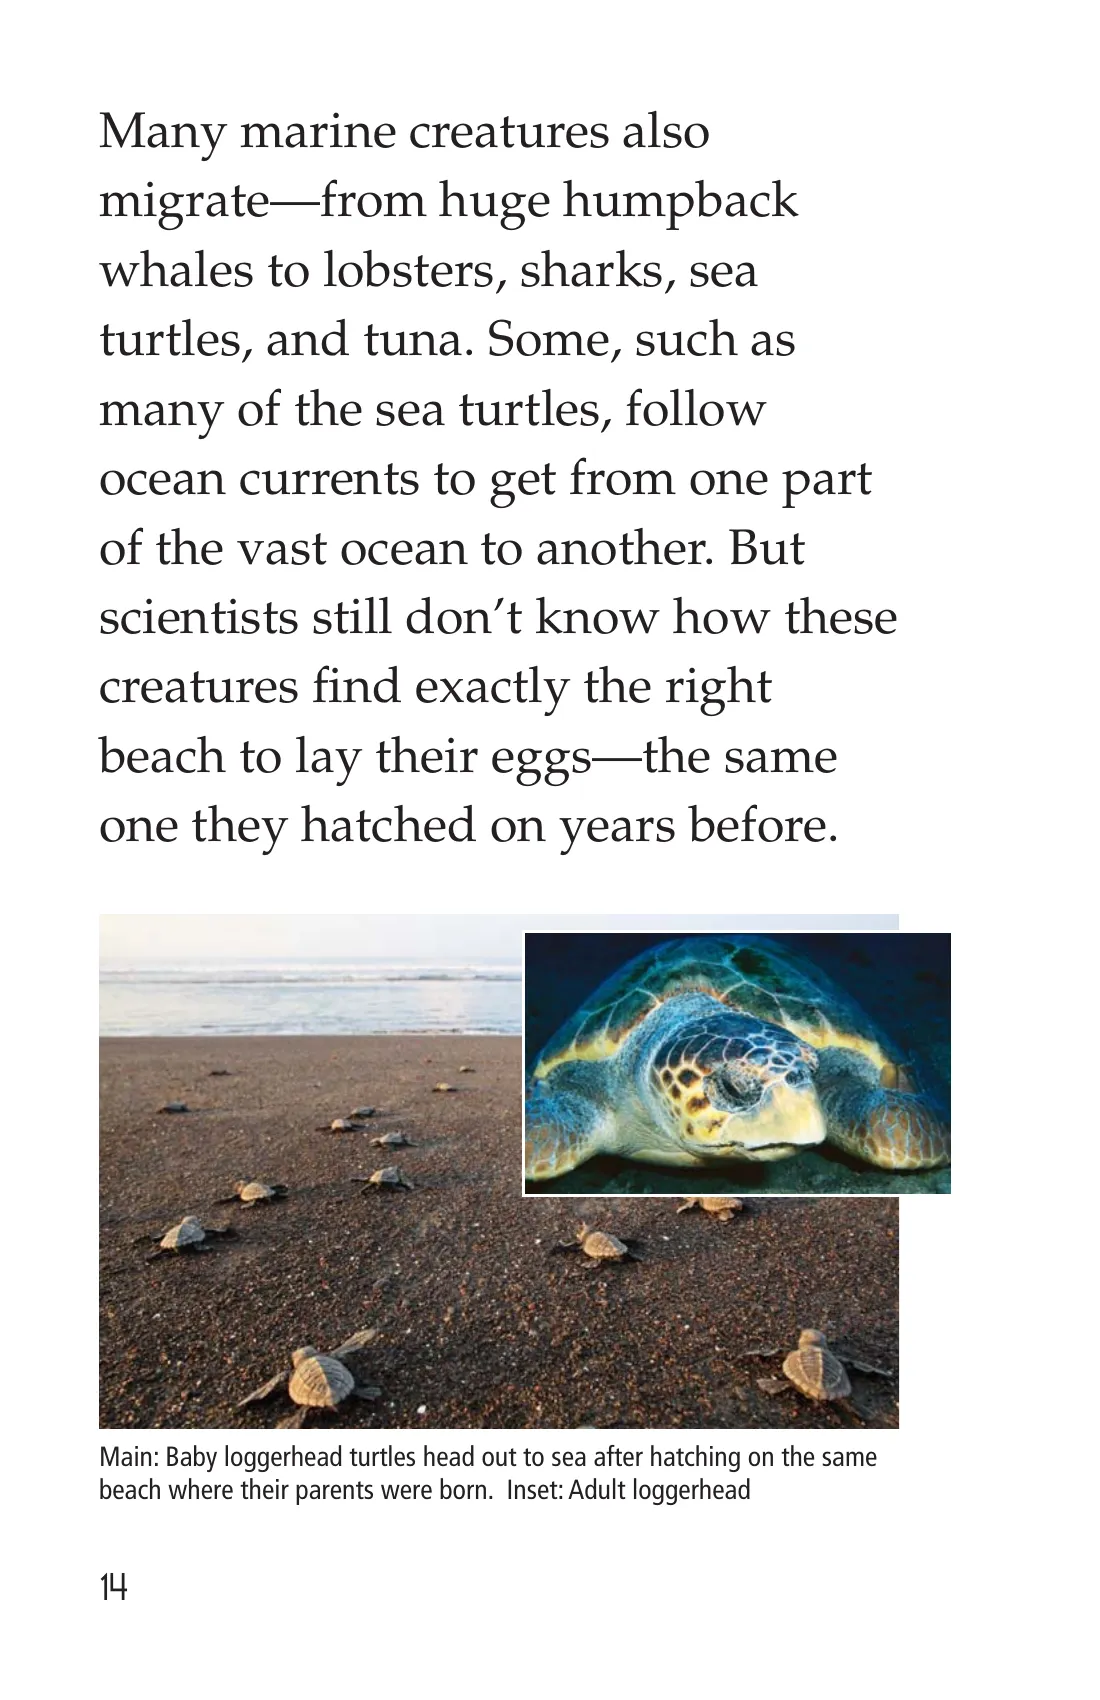 Many marine creatures also
migrate—from huge humpback
whales to lobsters, sharks, sea
turtles, and tuna. Some, such as
many of the sea turtles, follow
ocean currents to get from one part
of the vast ocean to another. But
scientists still don’t know how these
creatures find exactly the right
beach to lay their eggs—the same
one they hatched on years before.
Main: Baby loggerhead turtles head out to sea after hatching on the same
beach where their parents were born.  Inset: Adult loggerhead
14